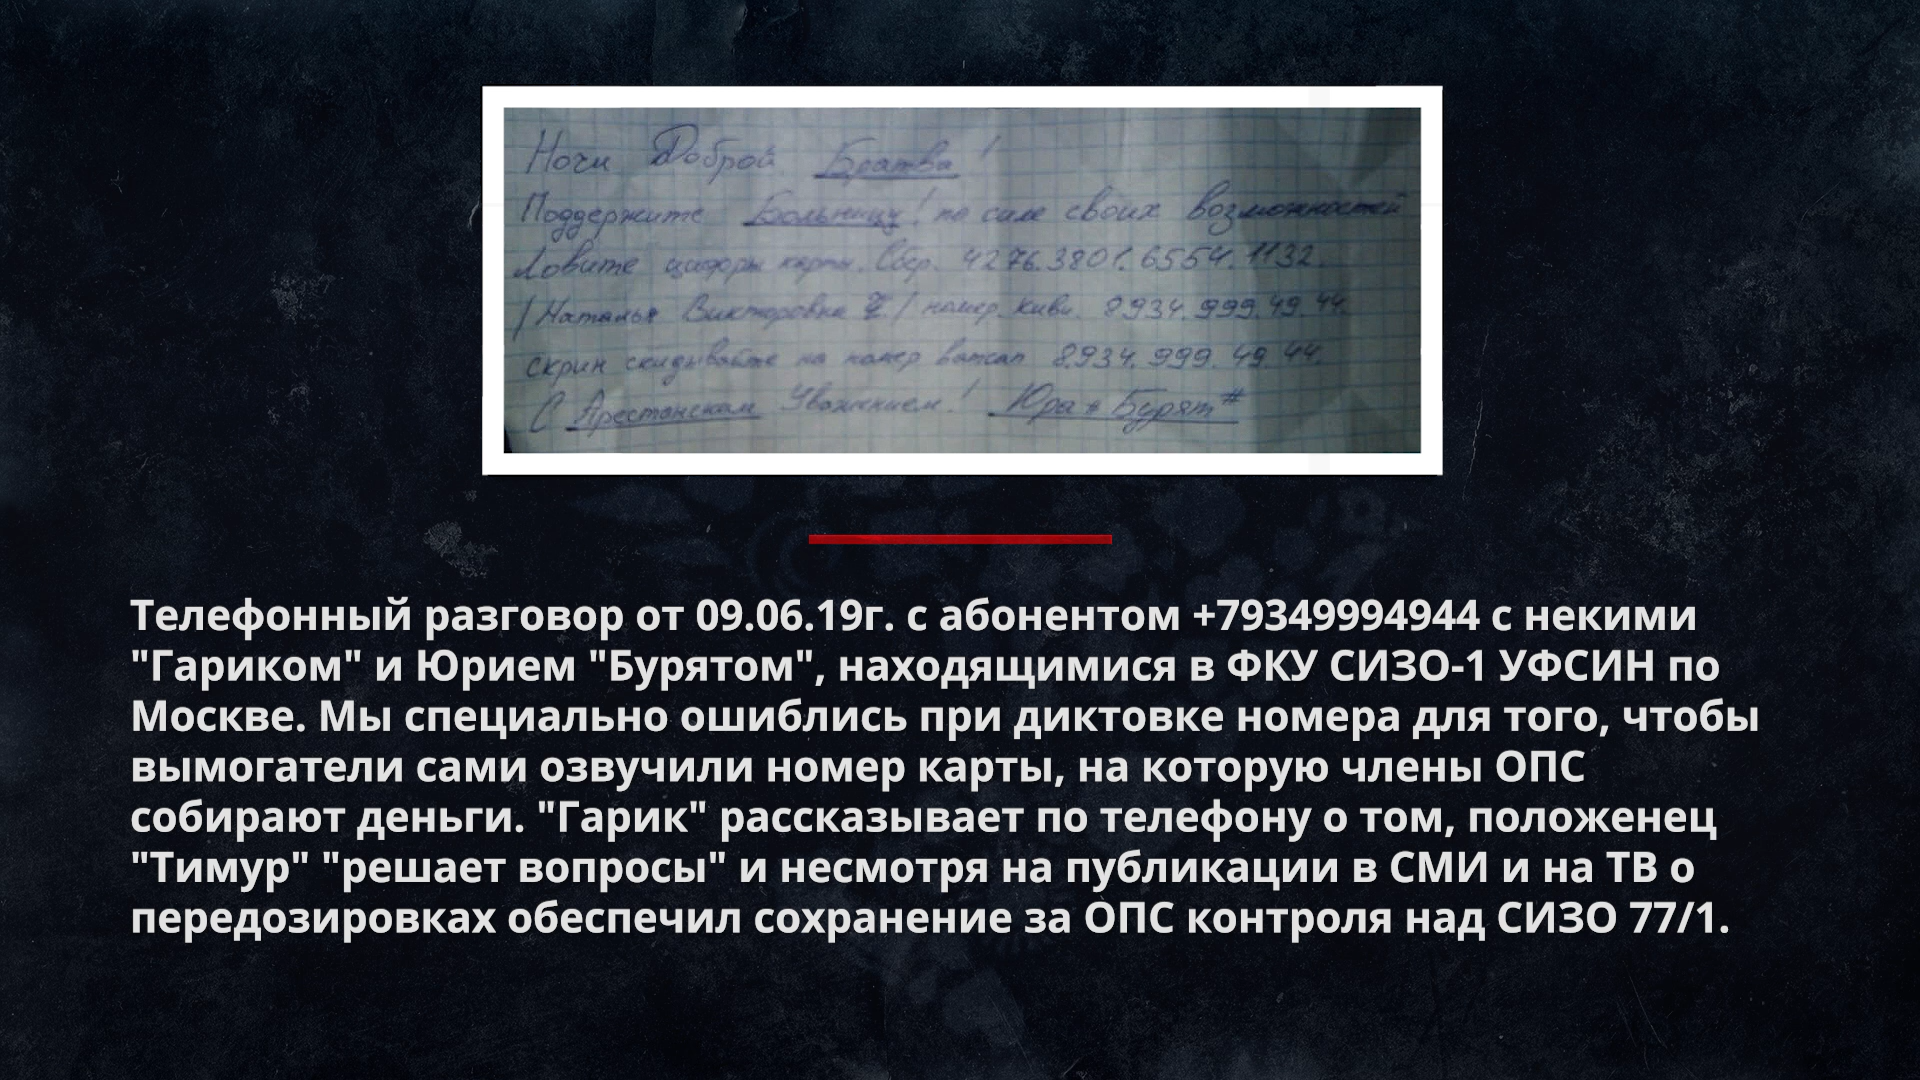 Ночи Доброй Братва!
Поддержите Больницу! по силе своих возможностей
Ловите цифры карты. Сбер. 4276.3801.6554.1132.
/Наталья Викторовна Ч/ номер. киви. 8934.999.49.44.
скрин скидывайте на номер ватсап 8.934.999.49.44.
С Арестанским Уважением! Юра * Бурят #
Телефонный разговор от 09.06.19г. с абонентом +79349994944 с некими
"Гариком" и Юрием "Бурятом", находящимися в ФКУ СИЗО-1 УФСИН по
Москве. Мы специально ошиблись при диктовке номера для того, чтобы
вымогатели сами озвучили номер карты, на которую члены ОПС
собирают деньги. "Гарик" рассказывает по телефону о том, положенец
"Тимур" "решает вопросы" и несмотря на публикации в СМИ и на ТВ о
передозировках обеспечил сохранение за ОПС контроля над СИЗО 77/1.